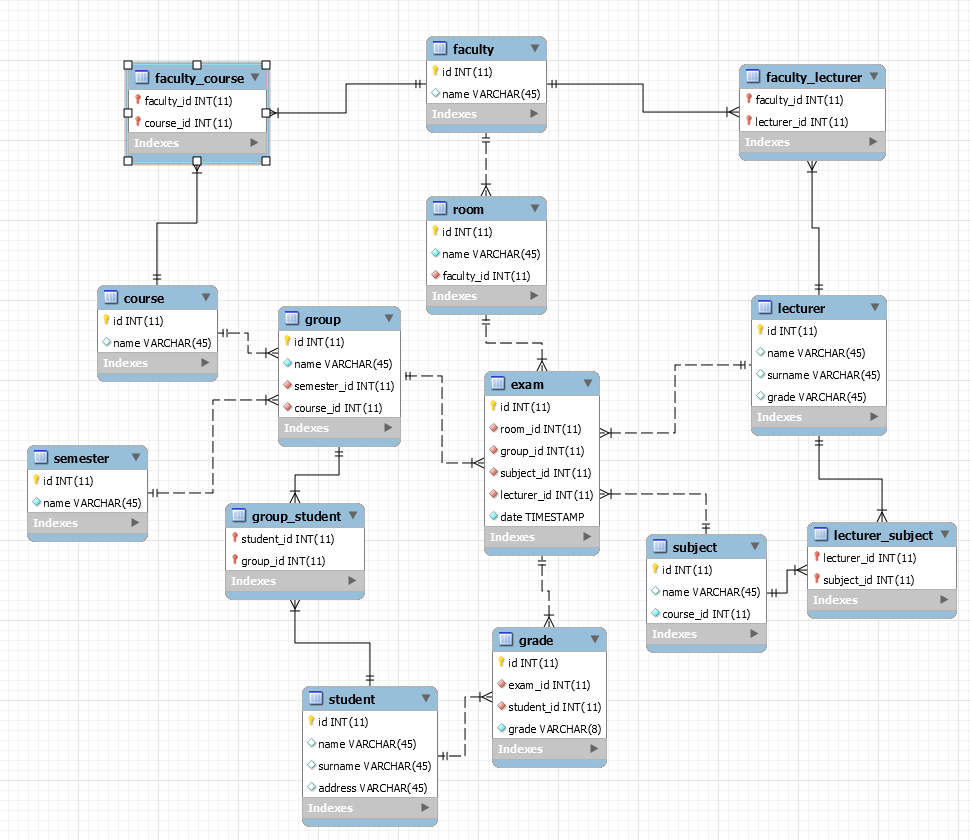 faculty
id INT(11)
name VARCHAR(45)
Indexes
faculty_course
faculty_id INT(11)
course_id INT(11)
Indexes
faculty_lecturer
faculty_id INT(11)
lecturer_id INT(11)
Indexes
room
id INT(11)
name VARCHAR(45)
faculty_id INT(11)
Indexes
course
id INT(11)
name VARCHAR(45)
Indexes
group
id INT(11)
name VARCHAR(45)
semester_id INT(11)
course_id INT(11)
Indexes
lecturer
id INT(11)
name VARCHAR(45)
surname VARCHAR(45)
grade VARCHAR(45)
Indexes
exam
id INT(11)
room_id INT(11)
group_id INT(11)
subject_id INT(11)
lecturer_id INT(11)
date TIMESTAMP
Indexes
semester
id INT(11)
name VARCHAR(45)
Indexes
group_student
student_id INT(11)
group_id INT(11)
Indexes
subject
id INT(11)
name VARCHAR(45)
course_id INT(11)
Indexes
lecturer_subject
lecturer_id INT(11)
subject_id INT(11)
Indexes
grade
id INT(11)
exam_id INT(11)
student_id INT(11)
grade VARCHAR(8)
Indexes
student
id INT(11)
name VARCHAR(45)
surname VARCHAR(45)
address VARCHAR(45)
Indexes